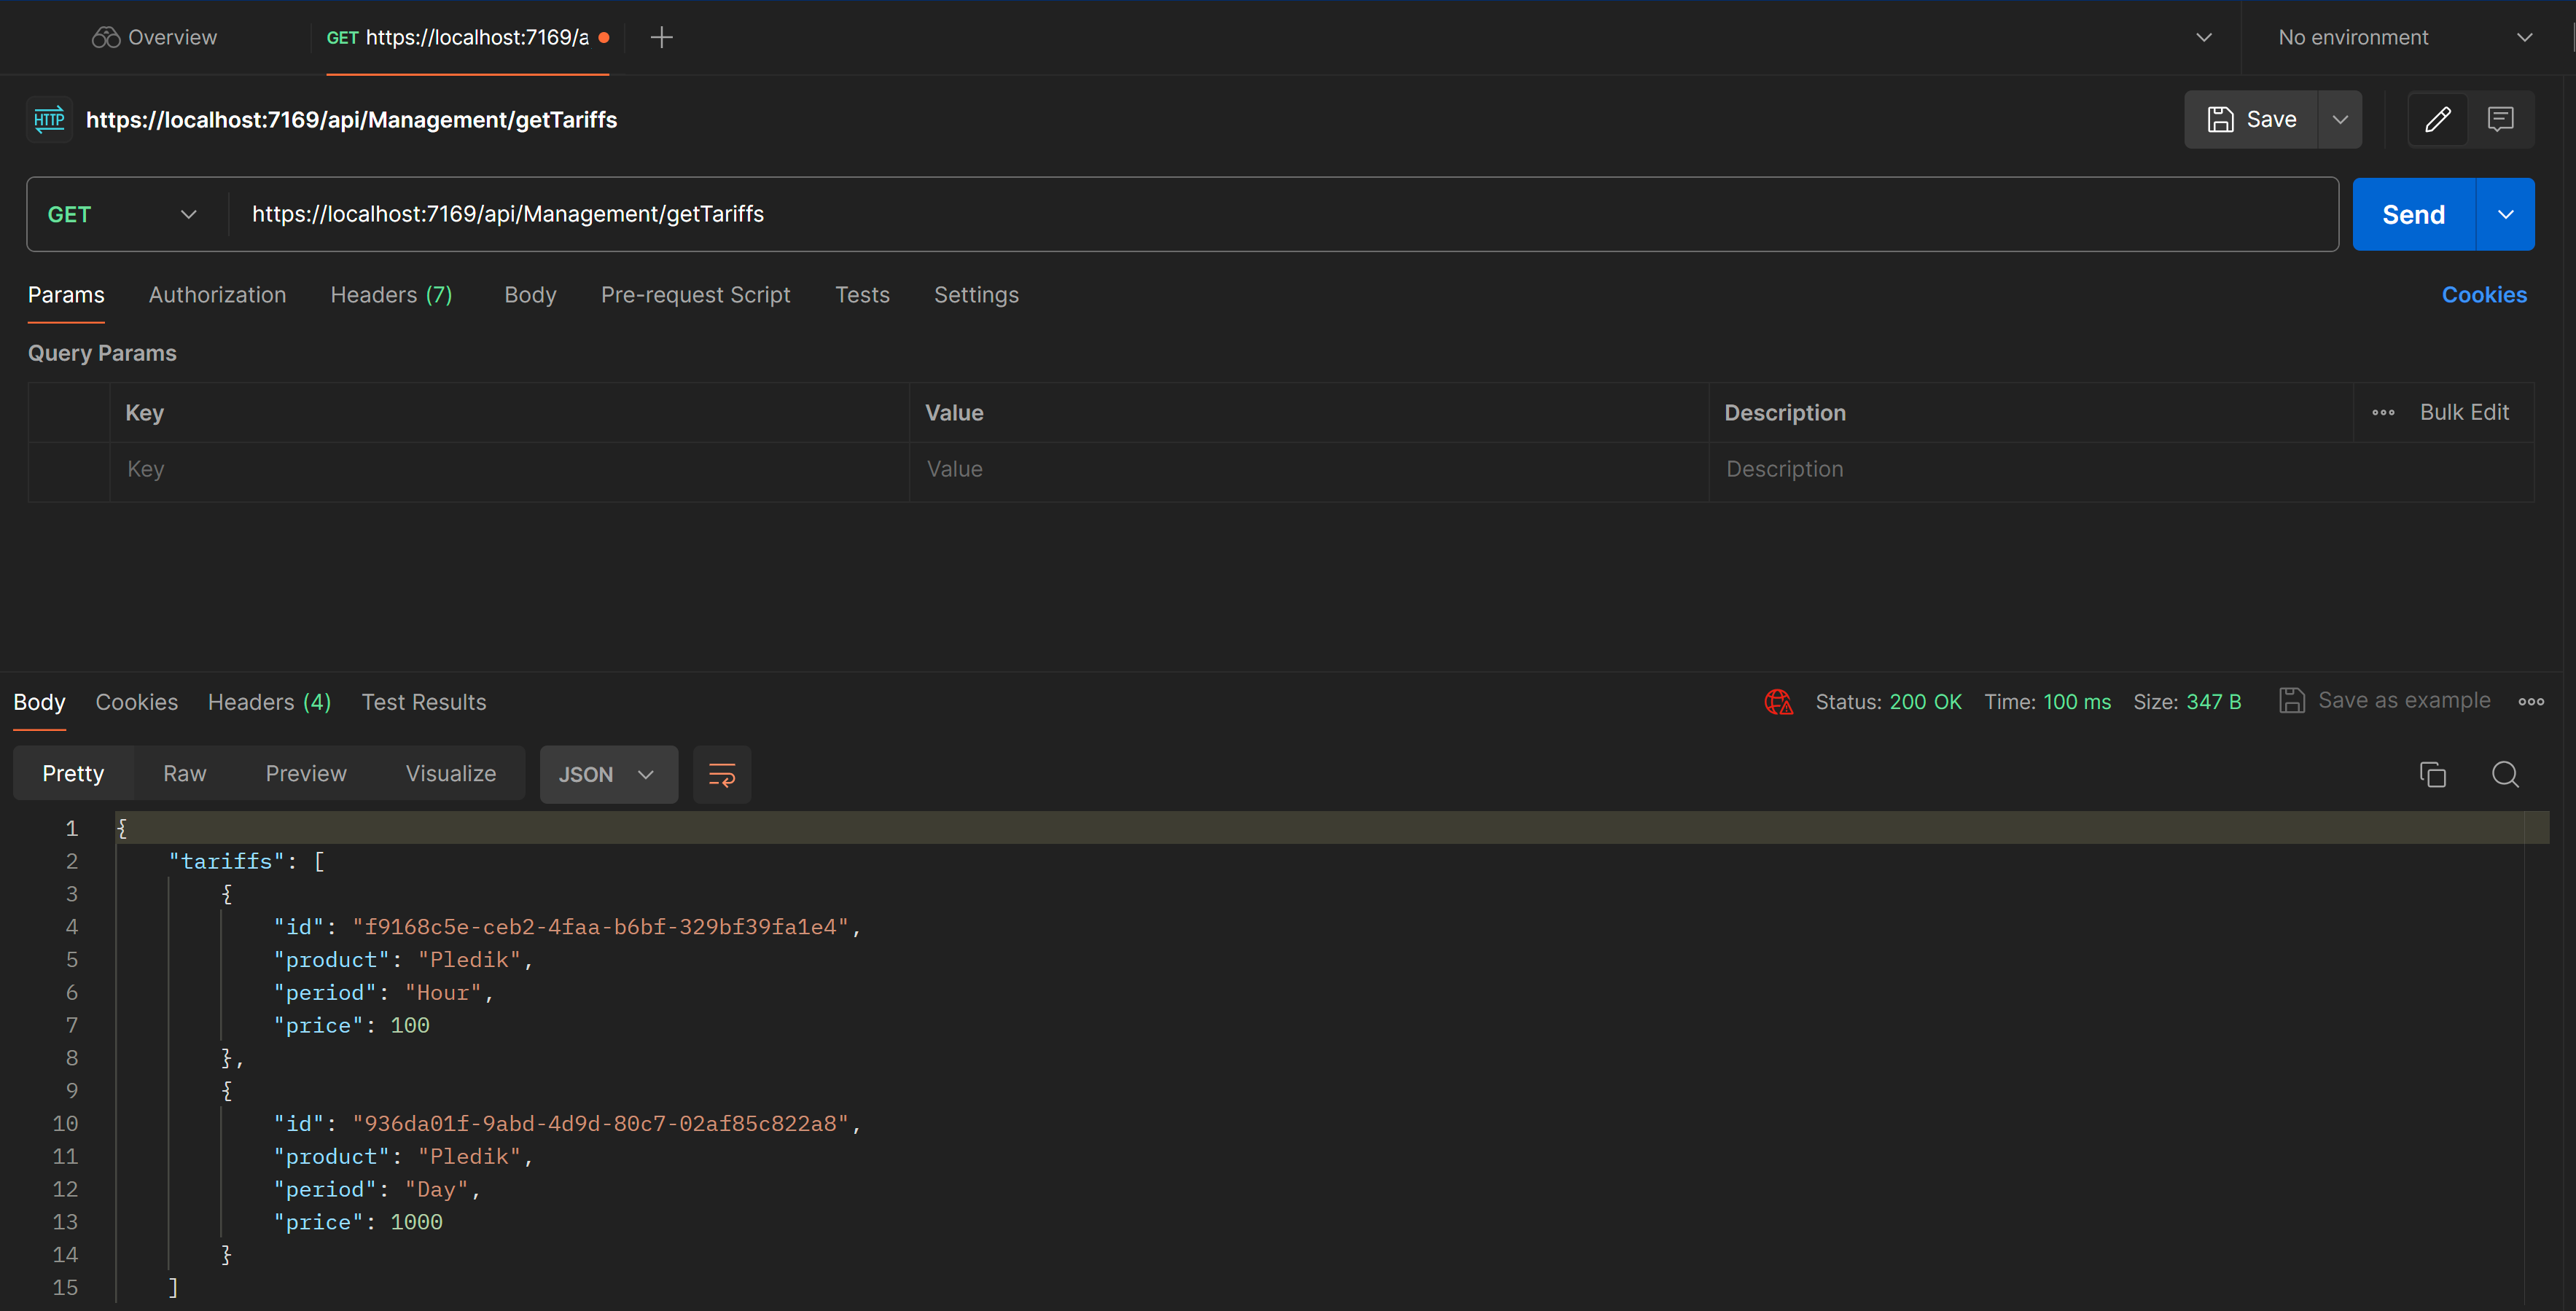 Overview
GET https://localhost:7169/a
No environment
HTTP https://localhost:7169/api/Management/getTariffs
Save
GET https://localhost:7169/api/Management/getTariffs
Send
Params Authorization Headers (7) Body Pre-request Script Tests Settings Cookies
Query Params
Key Value Description Bulk Edit
Key Value Description
Body Cookies Headers (4) Test Results Status: 200 OK Time: 100 ms Size: 347 B Save as example
Pretty Raw Preview Visualize JSON
1 {
2 "tariffs": [
3 {
4 "id": "f9168c5e-ceb2-4faa-b6bf-329bf39fa1e4",
5 "product": "Pledik",
6 "period": "Hour",
7 "price": 100
8 },
9 {
10 "id": "936da01f-9abd-4d9d-80c7-02af85c822a8",
11 "product": "Pledik",
12 "period": "Day",
13 "price": 1000
14 }
15 ]